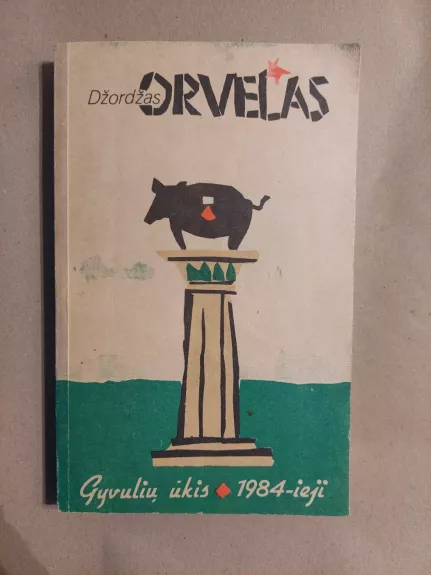 Džordžas ORVELAS
Gyvulių ūkis ◆ 1984-ieji